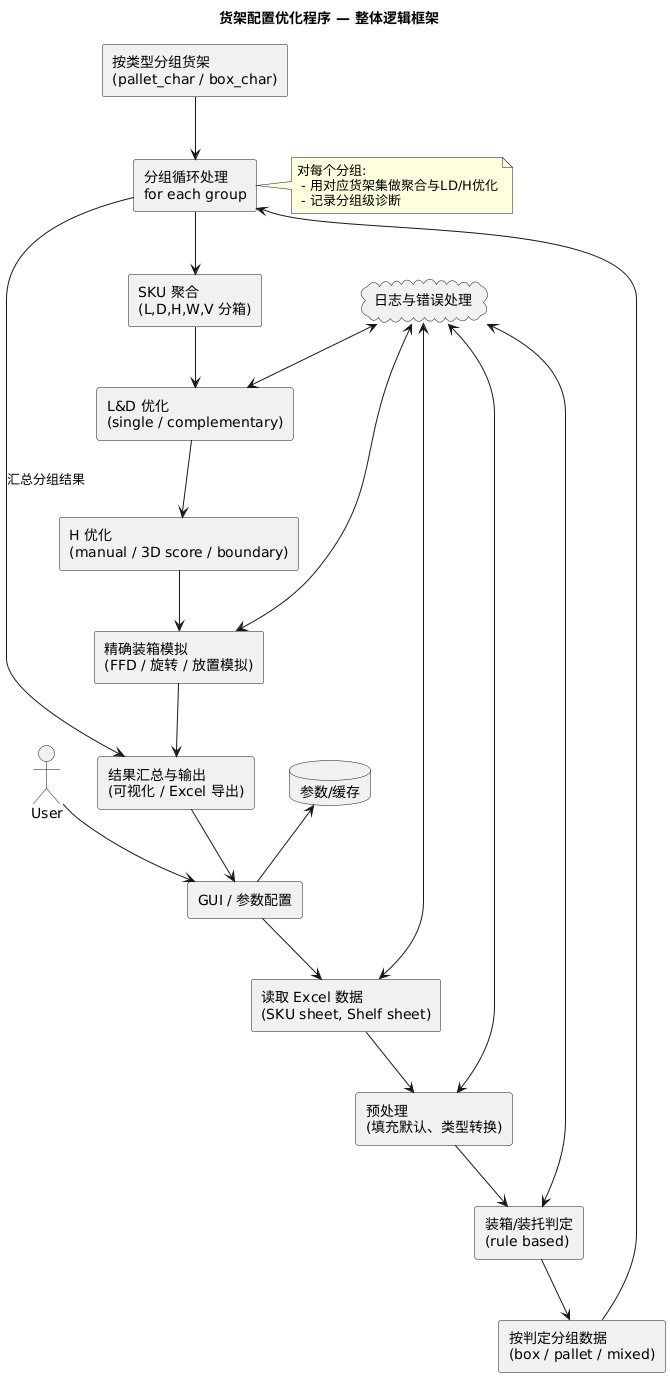 货架配置优化程序 — 整体逻辑框架
按类型分组货架
(pallet_char / box_char)
分组循环处理
for each group
对每个分组:
- 用对应货架集做聚合与LD/H优化
- 记录分组级诊断
SKU 聚合
(L,D,H,W,V 分箱)
日志与错误处理
L&D 优化
(single / complementary)
汇总分组结果
H 优化
(manual / 3D score / boundary)
精确装箱模拟
(FFD / 旋转 / 放置模拟)
结果汇总与输出
(可视化 / Excel 导出)
参数/缓存
User
GUI / 参数配置
读取 Excel 数据
(SKU sheet, Shelf sheet)
预处理
(填充默认、类型转换)
装箱/装托判定
(rule based)
按判定分组数据
(box / pallet / mixed)